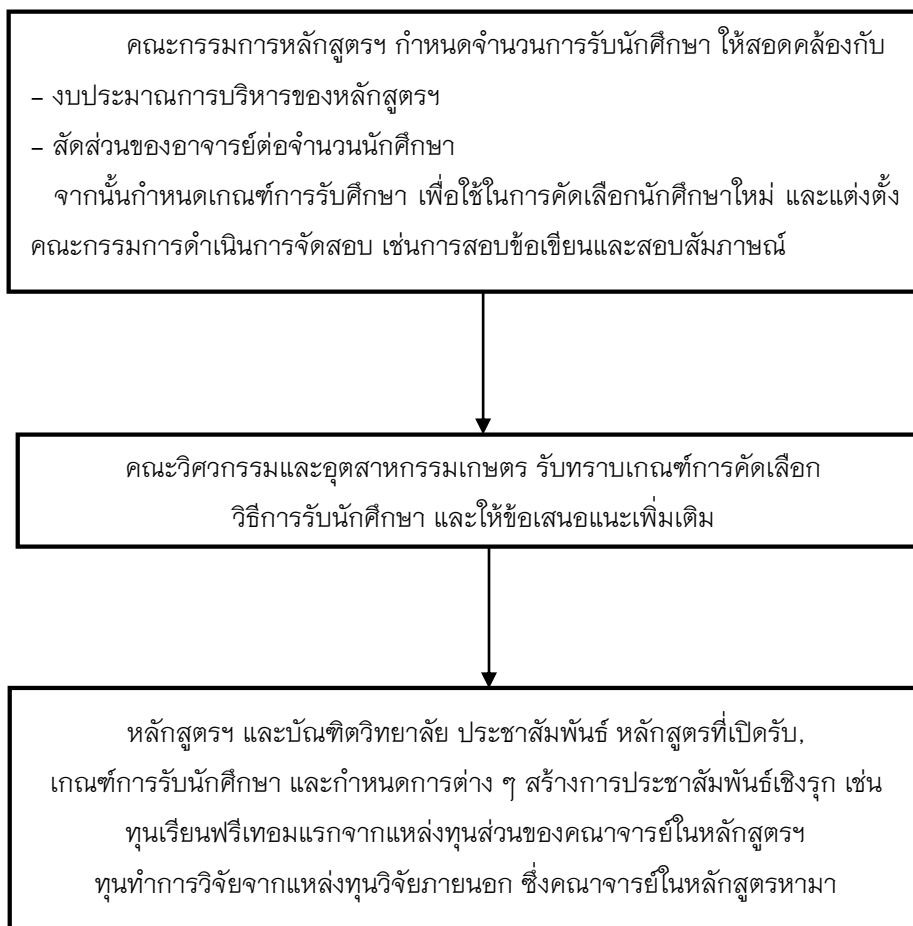 คณะกรรมการหลักสูตรฯ กำหนดจำนวนการรับนักศึกษา ให้สอดคล้องกับ
– งบประมาณการบริหารของหลักสูตรฯ
– สัดส่วนของอาจารย์ต่อจำนวนนักศึกษา
จากนั้นกำหนดเกณฑ์การรับศึกษา เพื่อใช้ในการคัดเลือกนักศึกษาใหม่ และแต่งตั้ง
คณะกรรมการดำเนินการจัดสอบ เช่นการสอบข้อเขียนและสอบสัมภาษณ์
คณะวิศวกรรมและอุตสาหกรรมเกษตร รับทราบเกณฑ์การคัดเลือก
วิธีการรับนักศึกษา และให้ข้อเสนอแนะเพิ่มเติม
หลักสูตรฯ และบัณฑิตวิทยาลัย ประชาสัมพันธ์ หลักสูตรที่เปิดรับ,
เกณฑ์การรับนักศึกษา และกำหนดการต่าง ๆ สร้างการประชาสัมพันธ์เชิงรุก เช่น
ทุนเรียนฟรีเทอมแรกจากแหล่งทุนส่วนของคณาจารย์ในหลักสูตรฯ
ทุนทำการวิจัยจากแหล่งทุนวิจัยภายนอก ซึ่งคณาจารย์ในหลักสูตรหามา